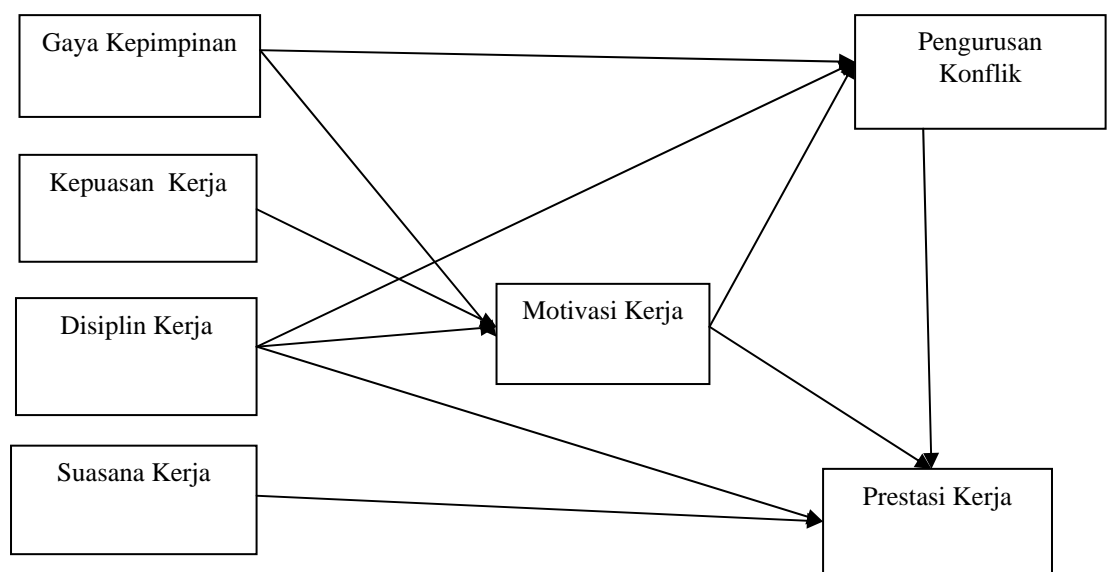 Gaya Kepimpinan
Pengurusan
Konflik
Kepuasan  Kerja
Disiplin Kerja
Motivasi Kerja
Suasana Kerja
Prestasi Kerja